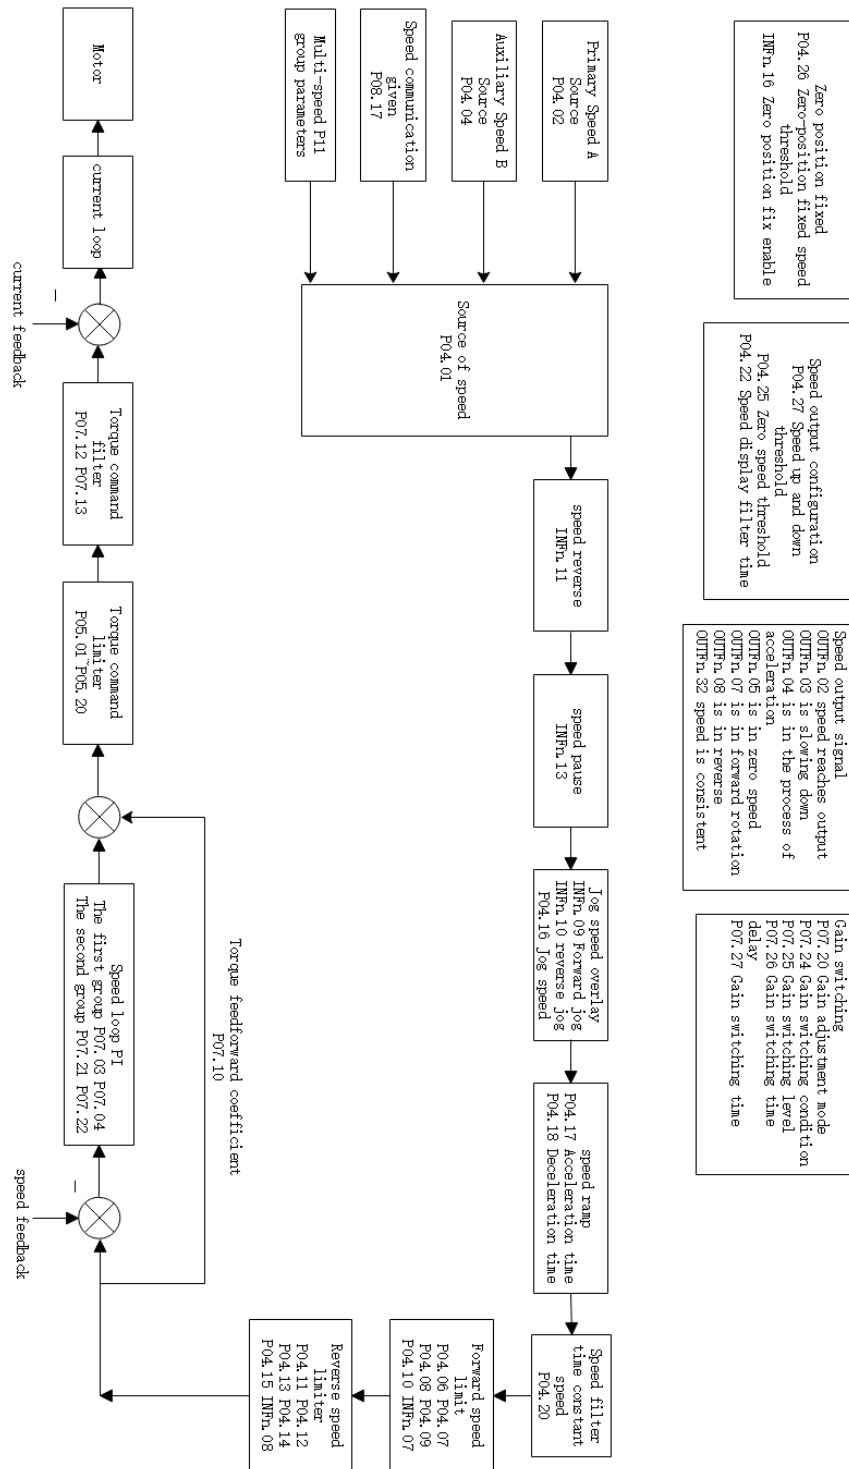 Zero position fixed
P04.26 Zero-position fixed speed
threshold
INFn.16 Zero position fix enable
Speed output configuration
P04.27 Speed up and down
threshold
P04.25 Zero speed threshold
P04.22 Speed display filter time
Speed output signal
OUTFn.02 speed reaches output
OUTFn.03 is slowing down
OUTFn.04 is in the process of
acceleration
OUTFn.05 is in zero speed
OUTFn.07 is in forward rotation
OUTFn.08 is in reverse
OUTFn.32 speed is consistent
Gain switching
P07.20 Gain adjustment mode
P07.24 Gain switching condition
P07.25 Gain switching level
P07.26 Gain switching time
delay
P07.27 Gain switching time
Primary Speed A
Source
P04.02
Auxiliary Speed B
Source
P04.04
Speed communication
given
P08.17
Multi-speed P11
group parameters
Source of speed
P04.01
speed reverse
INFn.11
speed pause
INFn.13
Jog speed overlay
INFn.09 Forward jog
INFn.10 reverse jog
P04.16 Jog speed
speed ramp
P04.17 Acceleration time
P04.18 Deceleration time
Speed filter
time constant
speed
P04.20
Forward speed
limit
P04.06 P04.07
P04.08 P04.09
P04.10 INFn.07
Reverse speed
limiter
P04.11 P04.12
P04.13 P04.14
P04.15 INFn.08
Torque feedforward coefficient
P07.10
Motor
current loop
−
current feedback
Torque command
filter
P07.12 P07.13
Torque command
limiter
P05.01~P05.20
Speed loop PI
The first group P07.03 P07.04
The second group P07.21 P07.22
−
speed feedback